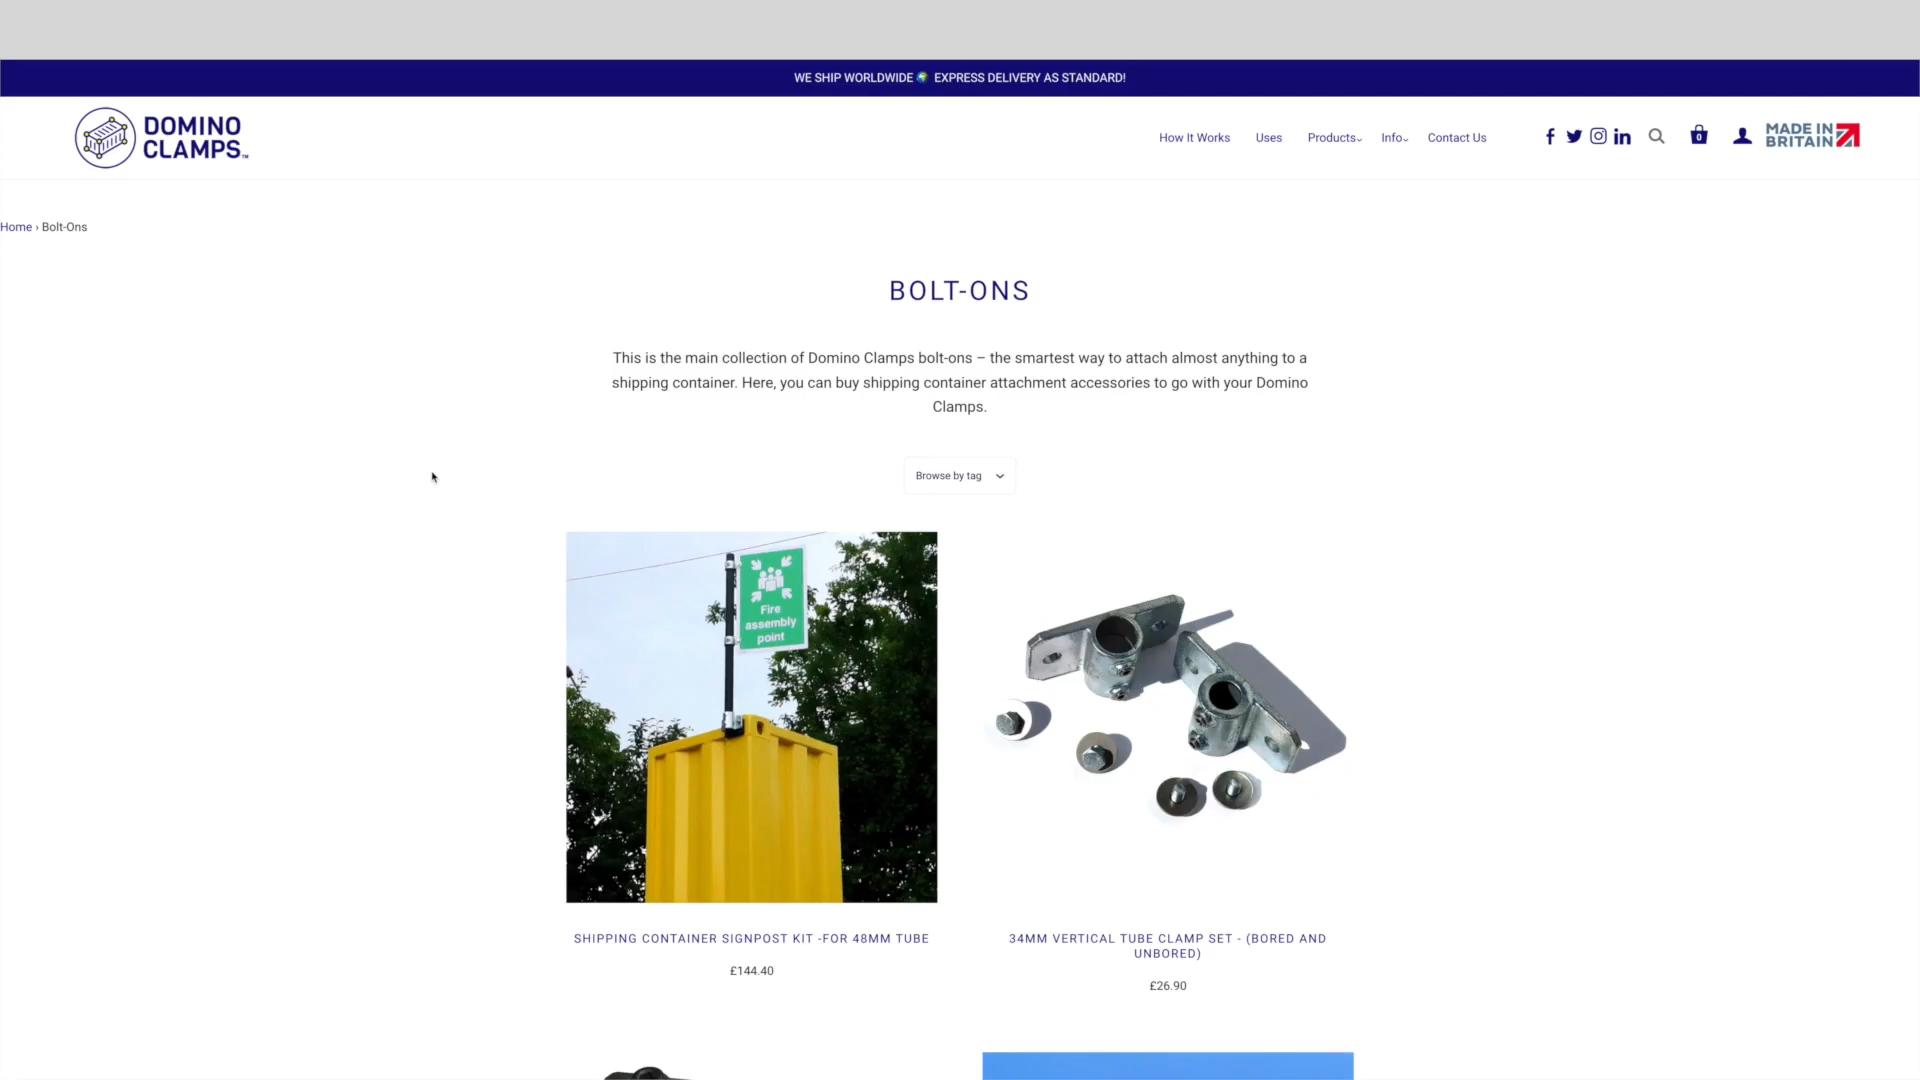 WE SHIP WORLDWIDE EXPRESS DELIVERY AS STANDARD!
DOMINO
CLAMPS™
How It Works Uses Products Info Contact Us
0
MADE IN
BRITAIN
Home › Bolt-Ons
BOLT-ONS
This is the main collection of Domino Clamps bolt-ons – the smartest way to attach almost anything to a
shipping container. Here, you can buy shipping container attachment accessories to go with your Domino
Clamps.
Browse by tag
Fire
assembly
point
SHIPPING CONTAINER SIGNPOST KIT -FOR 48MM TUBE
£144.40
34MM VERTICAL TUBE CLAMP SET - (BORED AND
UNBORED)
£26.90